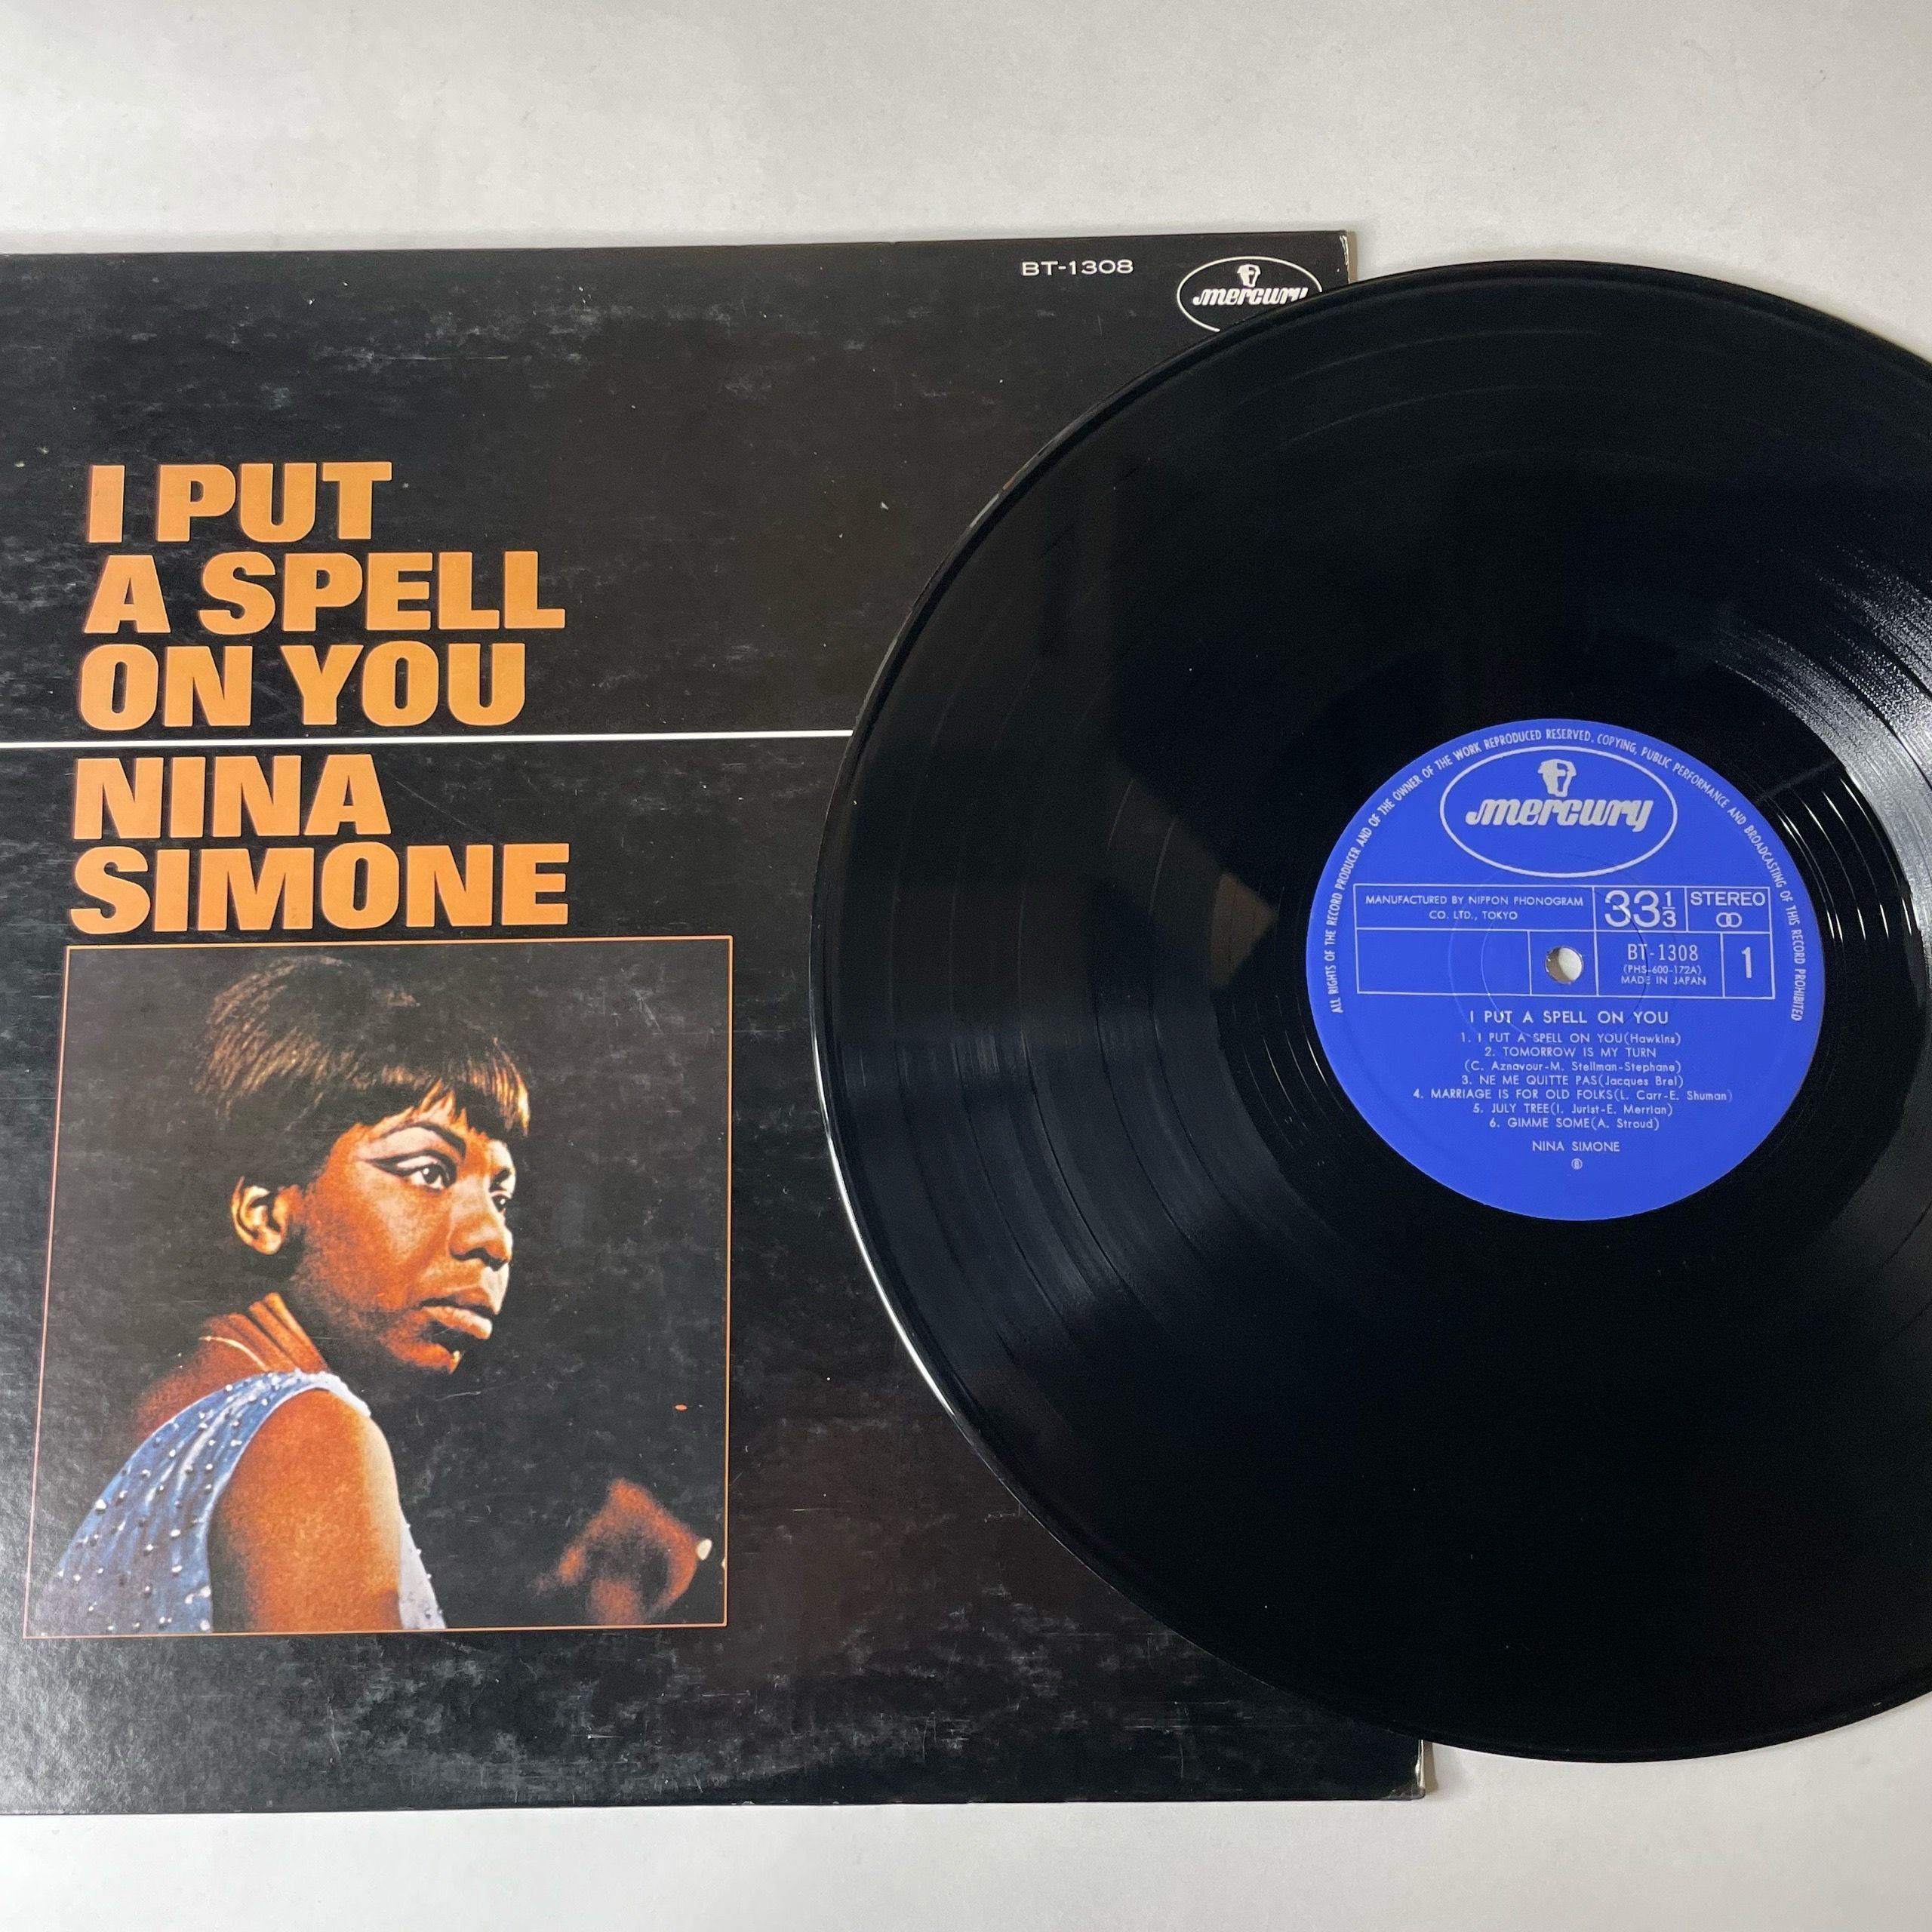 BT-1308
mercury
I PUT
A SPELL
ON YOU
NINA
SIMONE
ALL RIGHTS OF THE RECORD PRODUCER AND OF THE OWNER OF THE WORK REPRODUCED RESERVED. COPYING, PUBLIC PERFORMANCE AND BROADCASTING OF THIS RECORD PROHIBITED
mercury
MANUFACTURED BY NIPPON PHONOGRAM
CO. LTD., TOKYO
33 1/3
STEREO
BT-1308
(PHS-600-172A)
MADE IN JAPAN
1
I PUT A SPELL ON YOU
1. I PUT A SPELL ON YOU(Hawkins)
2. TOMORROW IS MY TURN
(C. Aznavour-M. Stellman-Stephane)
3. NE ME QUITTE PAS(Jacques Brel)
4. MARRIAGE IS FOR OLD FOLKS(L. Carr-E. Shuman)
5. JULY TREE(I. Jurist-E. Merrian)
6. GIMME SOME(A. Stroud)
NINA SIMONE